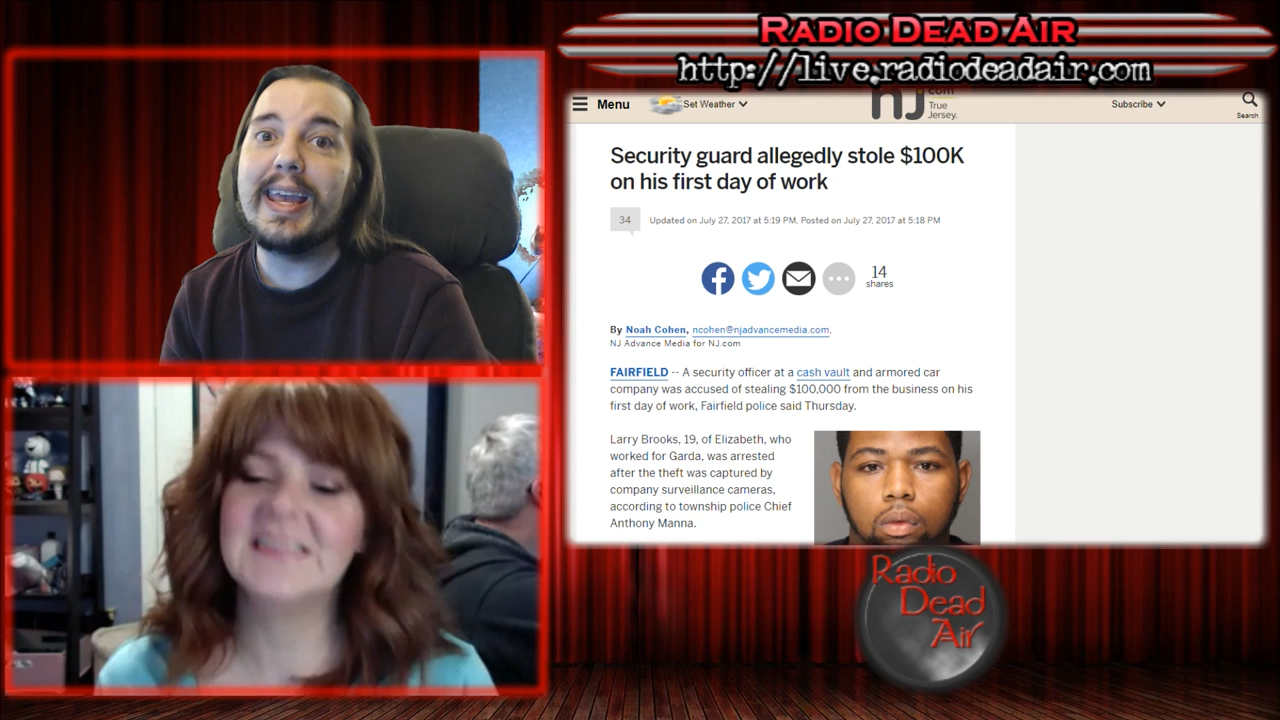 Radio Dead Air
http://live.radiodeadair.com
Menu
Set Weather
nj
com
True
Jersey.
Subscribe
Search
Security guard allegedly stole $100K
on his first day of work
34
Updated on July 27, 2017 at 5:19 PM, Posted on July 27, 2017 at 5:18 PM
14
shares
By Noah Cohen, ncohen@njadvancemedia.com,
NJ Advance Media for NJ.com
FAIRFIELD -- A security officer at a cash vault and armored car
company was accused of stealing $100,000 from the business on his
first day of work, Fairfield police said Thursday.
Larry Brooks, 19, of Elizabeth, who
worked for Garda, was arrested
after the theft was captured by
company surveillance cameras,
according to township police Chief
Anthony Manna.
Radio
Dead
Air